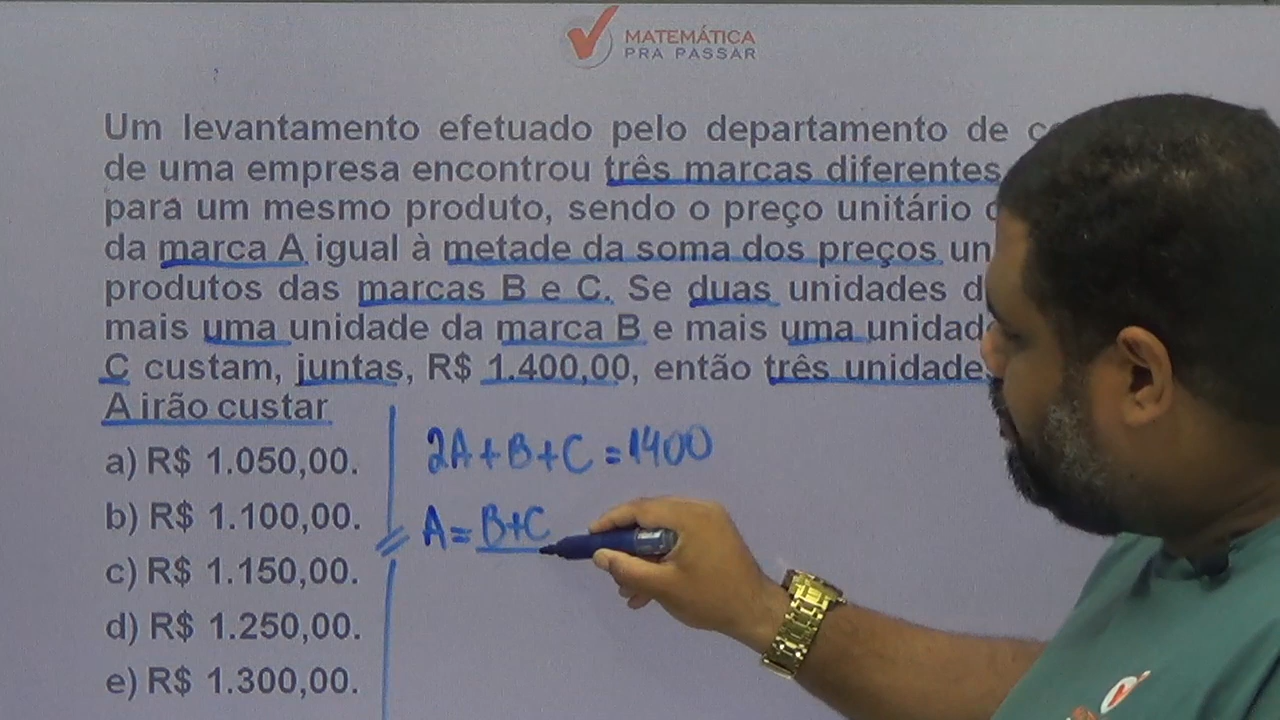 MATEMÁTICA
PRA PASSAR
Um levantamento efetuado pelo departamento de
de uma empresa encontrou três marcas diferentes
para um mesmo produto, sendo o preço unitário
da marca A igual à metade da soma dos preços
produtos das marcas B e C. Se duas unidades
mais uma unidade da marca B e mais uma
C custam, juntas, R$ 1.400,00, então três
A irão custar
a) R$ 1.050,00.
b) R$ 1.100,00.
c) R$ 1.150,00.
d) R$ 1.250,00.
e) R$ 1.300,00.
2A+B+C=1400
A=B+C